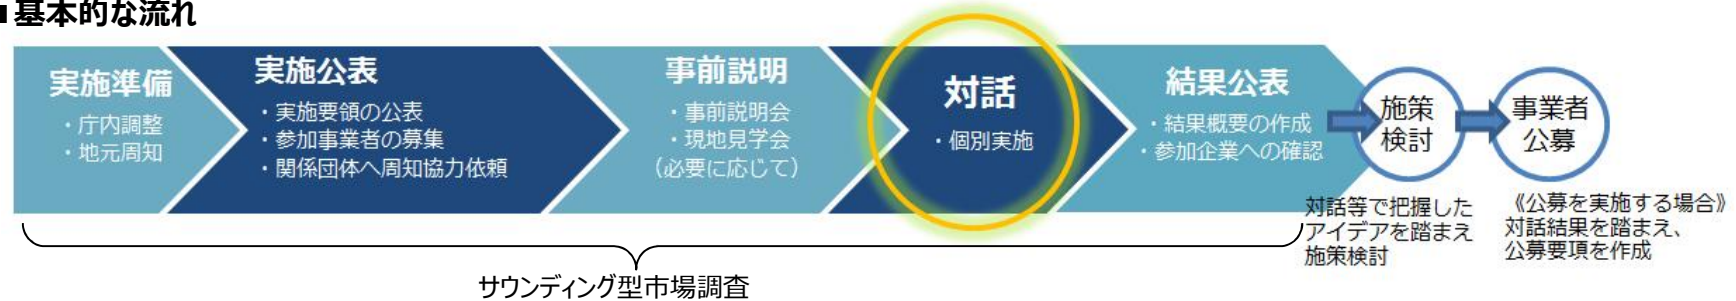 ■基本的な流れ
実施準備
・庁内調整
・地元周知
実施公表
・実施要領の公表
・参加事業者の募集
・関係団体へ周知協力依頼
事前説明
・事前説明会
・現地見学会
(必要に応じて)
対話
・個別実施
結果公表
・結果概要の作成
・参加企業への確認
施策
検討
事業者
公募
対話等で把握した
アイデアを踏まえ
施策検討
《公募を実施する場合》
対話結果を踏まえ、
公募要項を作成
サウンディング型市場調査